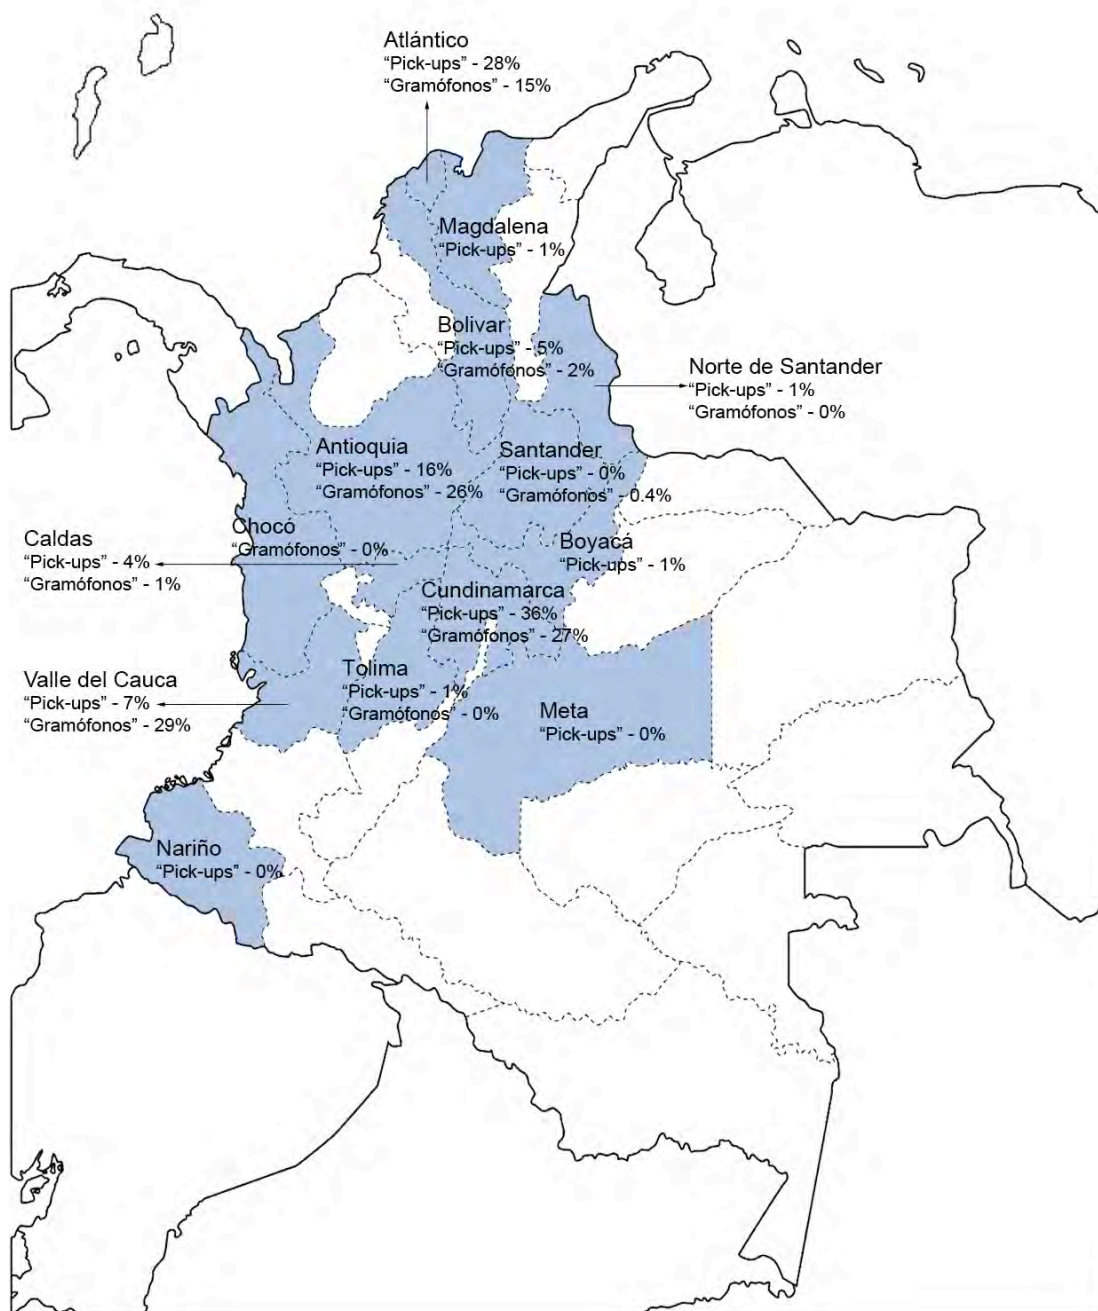 Atlántico
“Pick-ups” - 28%
“Gramófonos” - 15%
Magdalena
“Pick-ups” - 1%
Bolivar
“Pick-ups” - 5%
“Gramófonos” - 2%
Norte de Santander
“Pick-ups” - 1%
“Gramófonos” - 0%
Antioquia
“Pick-ups” - 16%
“Gramófonos” - 26%
Santander
“Pick-ups” - 0%
“Gramófonos” - 0.4%
Chocó
“Gramófonos” - 0%
Caldas
“Pick-ups” - 4%
“Gramófonos” - 1%
Boyacá
“Pick-ups” - 1%
Cundinamarca
“Pick-ups” - 36%
“Gramófonos” - 27%
Valle del Cauca
“Pick-ups” - 7%
“Gramófonos” - 29%
Tolima
“Pick-ups” - 1%
“Gramófonos” - 0%
Meta
“Pick-ups” - 0%
Nariño
“Pick-ups” - 0%